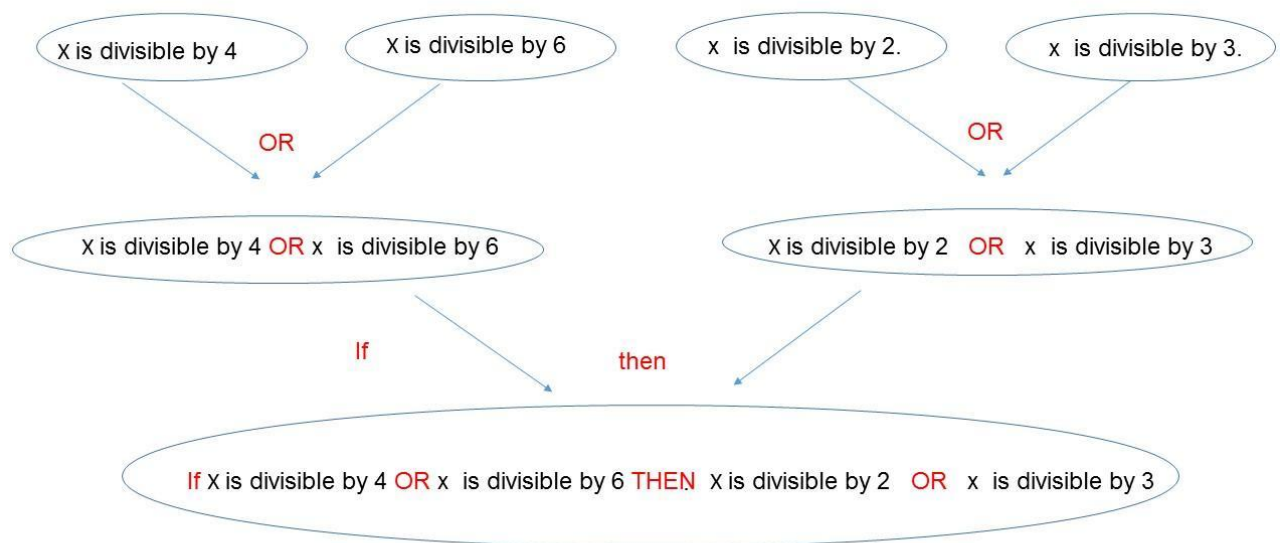 X is divisible by 4
X is divisible by 6
x is divisible by 2.
x is divisible by 3.
OR
OR
X is divisible by 4 OR x is divisible by 6
X is divisible by 2 OR x is divisible by 3
If
then
If X is divisible by 4 OR x is divisible by 6 THEN. X is divisible by 2 OR x is divisible by 3